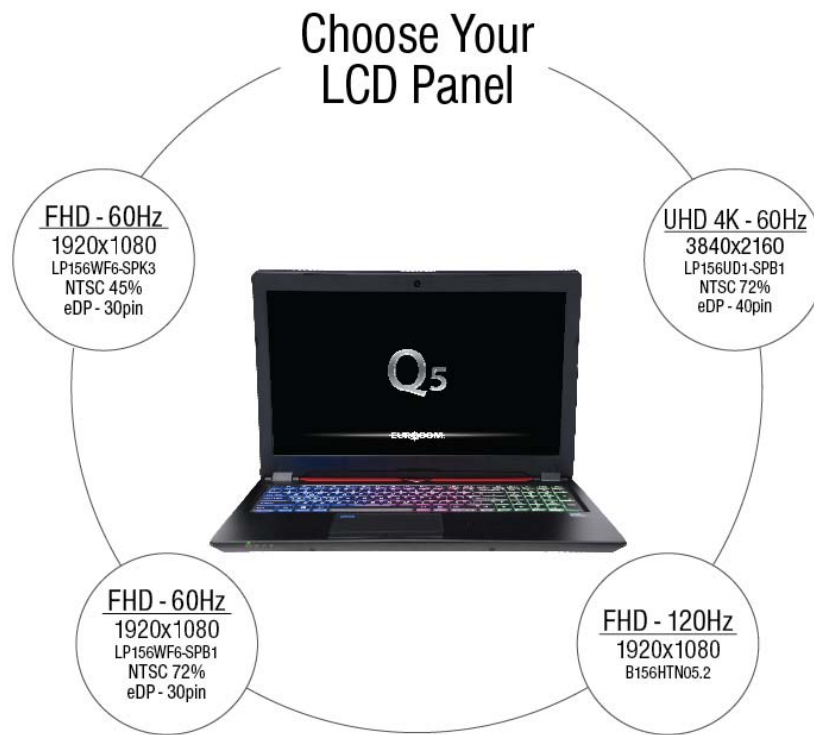 Choose Your
LCD Panel
FHD - 60Hz
1920x1080
LP156WF6-SPK3
NTSC 45%
eDP - 30pin
UHD 4K - 60Hz
3840x2160
LP156UD1-SPB1
NTSC 72%
eDP - 40pin
Q5
EUROCOM
FHD - 60Hz
1920x1080
LP156WF6-SPB1
NTSC 72%
eDP - 30pin
FHD - 120Hz
1920x1080
B156HTN05.2